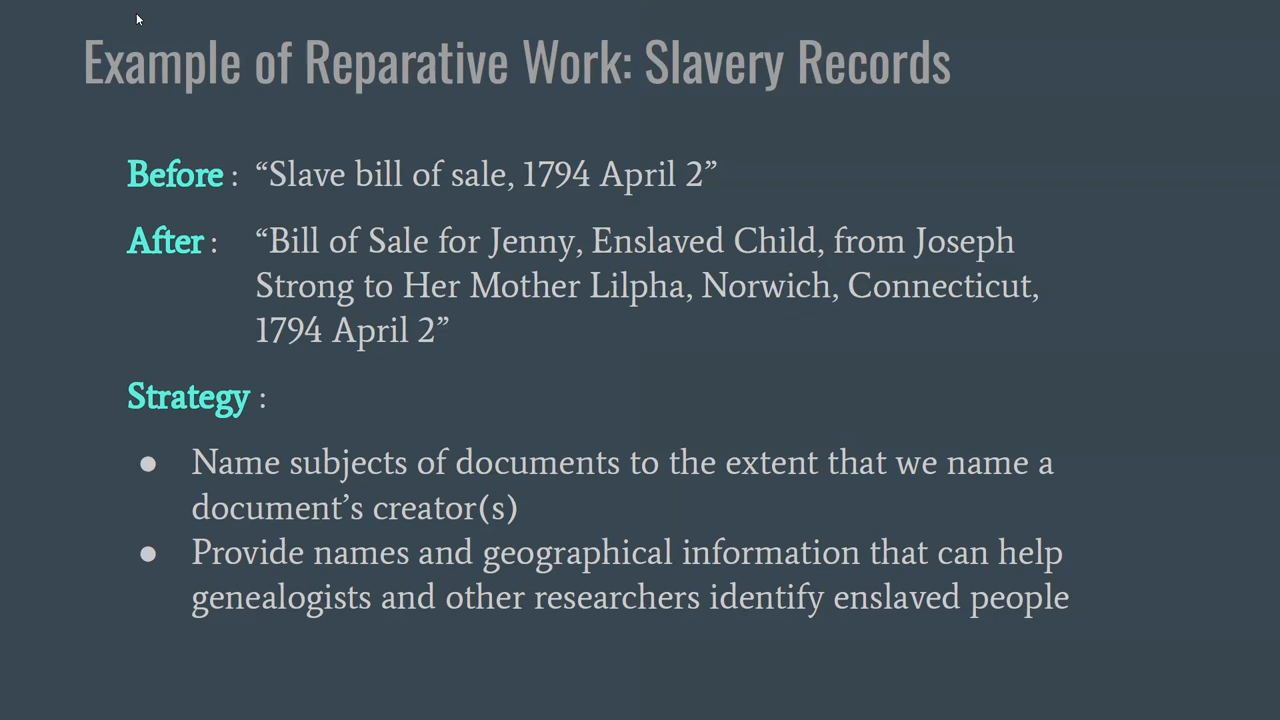 Example of Reparative Work: Slavery Records
Before : “Slave bill of sale, 1794 April 2”
After : “Bill of Sale for Jenny, Enslaved Child, from Joseph
Strong to Her Mother Lilpha, Norwich, Connecticut,
1794 April 2”
Strategy :
● Name subjects of documents to the extent that we name a
document’s creator(s)
● Provide names and geographical information that can help
genealogists and other researchers identify enslaved people